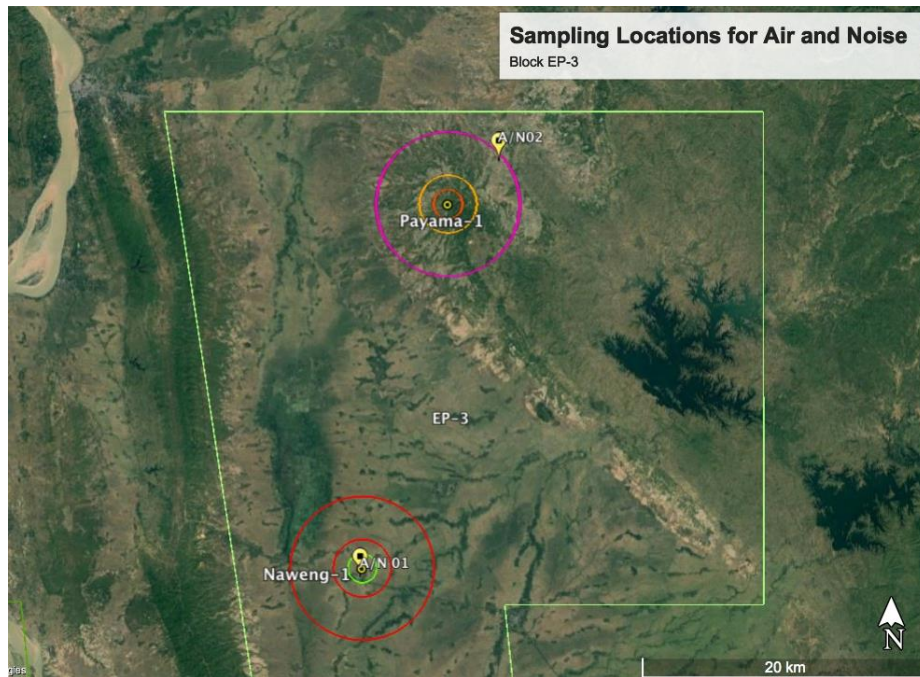 Sampling Locations for Air and Noise
Block EP-3
A/N02
Payama-1
EP-3
A/N 01
Naweng-1
N
20 km
gies